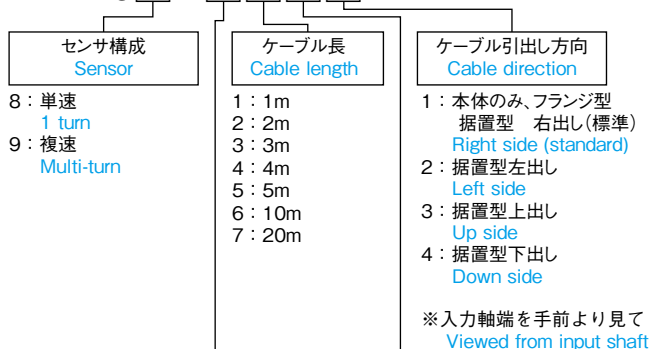 センサ構成
Sensor
8：単速
1 turn
9：複速
Multi-turn
ケーブル長
Cable length
1：1m
2：2m
3：3m
4：4m
5：5m
6：10m
7：20m
ケーブル引出し方向
Cable direction
1：本体のみ、フランジ型
据置型　右出し(標準)
Right side (standard)
2：据置型左出し
Left side
3：据置型上出し
Up side
4：据置型下出し
Down side
※入力軸端を手前より見て
Viewed from input shaft